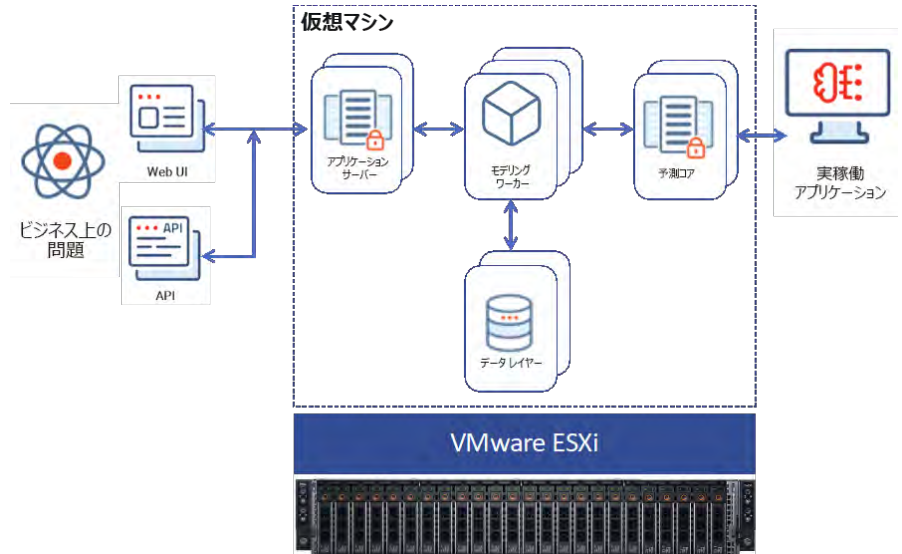 仮想マシン
Web UI
API
API
ビジネス上の
問題
アプリケーション
サーバー
モデリング
ワーカー
予測コア
データ レイヤー
実稼働
アプリケーション
VMware ESXi